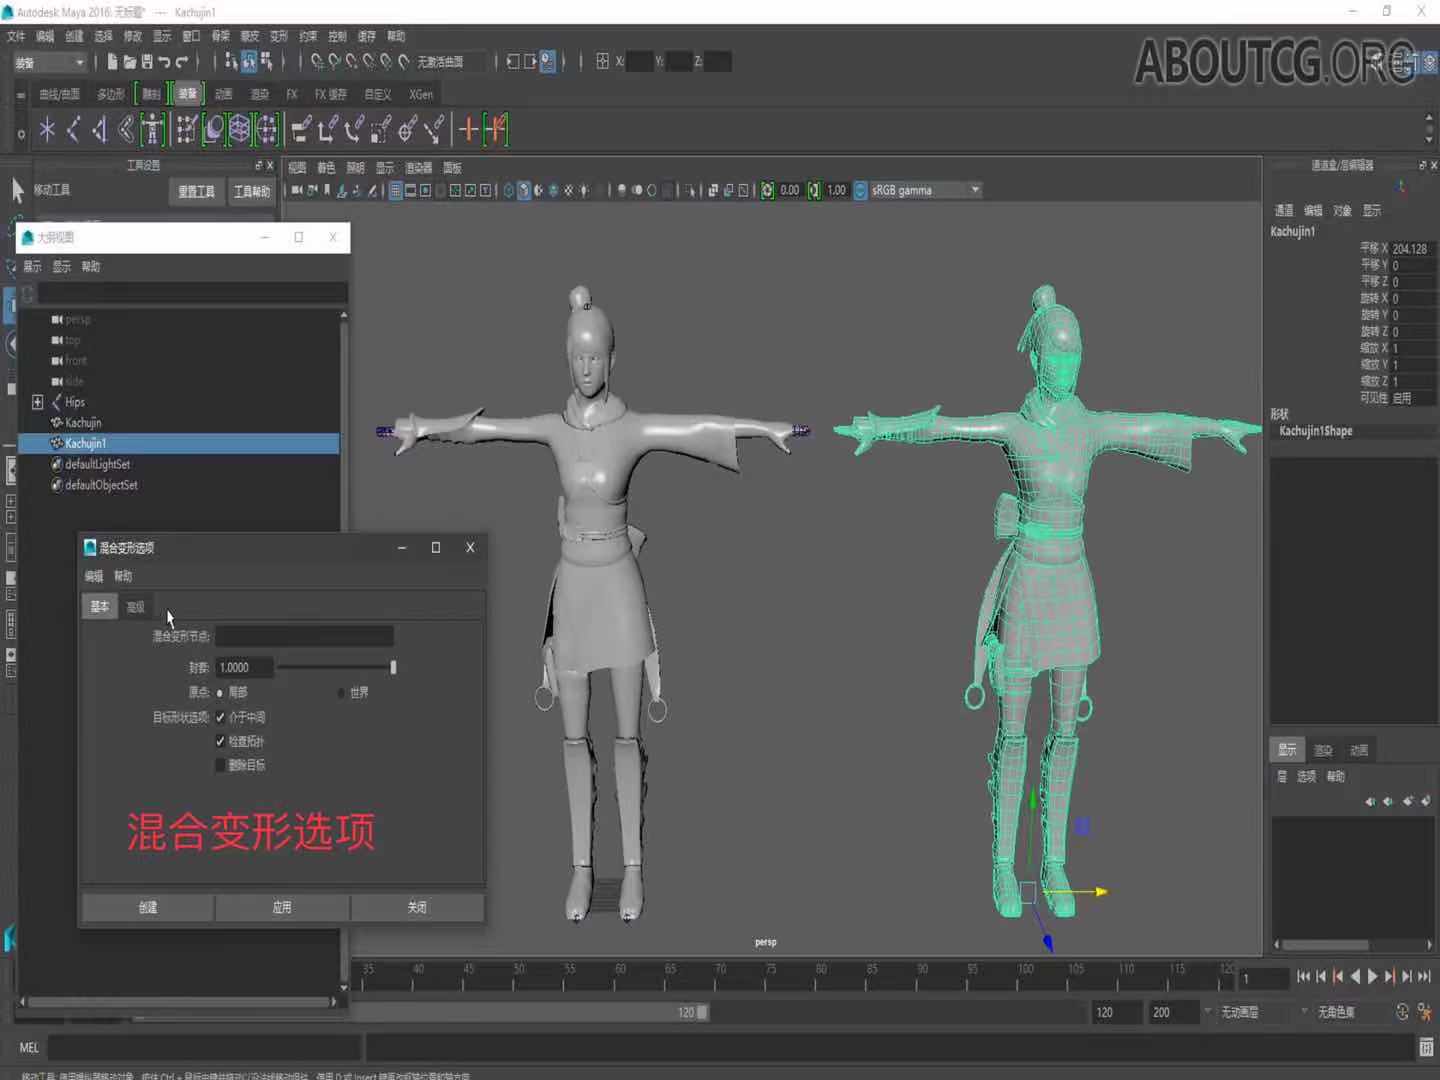 Autodesk Maya 2016: 无标题* --- Kachujin1
文件 编辑 创建 选择 修改 显示 窗口 骨架 蒙皮 变形 约束 控制 缓存 帮助
装备 无激活曲面 X: Y: Z:
ABOUTCG.ORG
曲线/曲面 多边形 雕刻 装备 动画 渲染 FX FX 缓存 自定义 XGen
工具设置
移动工具 重置工具 工具帮助
视图 着色 照明 显示 渲染器 面板
0.00 1.00 sRGB gamma
大纲视图
展示 显示 帮助
persp
top
front
side
Hips
Kachujin
Kachujin1
defaultLightSet
defaultObjectSet
混合变形选项
编辑 帮助
基本 高级
混合变形节点:
封套: 1.0000
原点: 局部 世界
目标形状选项: 介于中间
检查拓扑
删除目标
混合变形选项
创建 应用 关闭
persp
通道盒/层编辑器
通道 编辑 对象 显示
Kachujin1
平移 X 204.128
平移 Y 0
平移 Z 0
旋转 X 0
旋转 Y 0
旋转 Z 0
缩放 X 1
缩放 Y 1
缩放 Z 1
可见性 启用
形状
Kachujin1Shape
显示 渲染 动画
层 选项 帮助
35 40 45 50 55 60 65 70 75 80 85 90 95 100 105 110 115 120
1
120 120 200 无动画层 无角色集
MEL